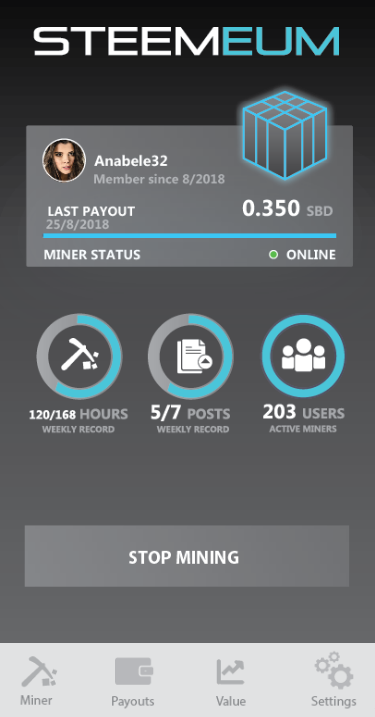 STEEMEUM
Anabele32
Member since 8/2018
LAST PAYOUT 0.350 SBD
25/8/2018
MINER STATUS ONLINE
120/168 HOURS 5/7 POSTS 203 USERS
WEEKLY RECORD WEEKLY RECORD ACTIVE MINERS
STOP MINING
Miner Payouts Value Settings